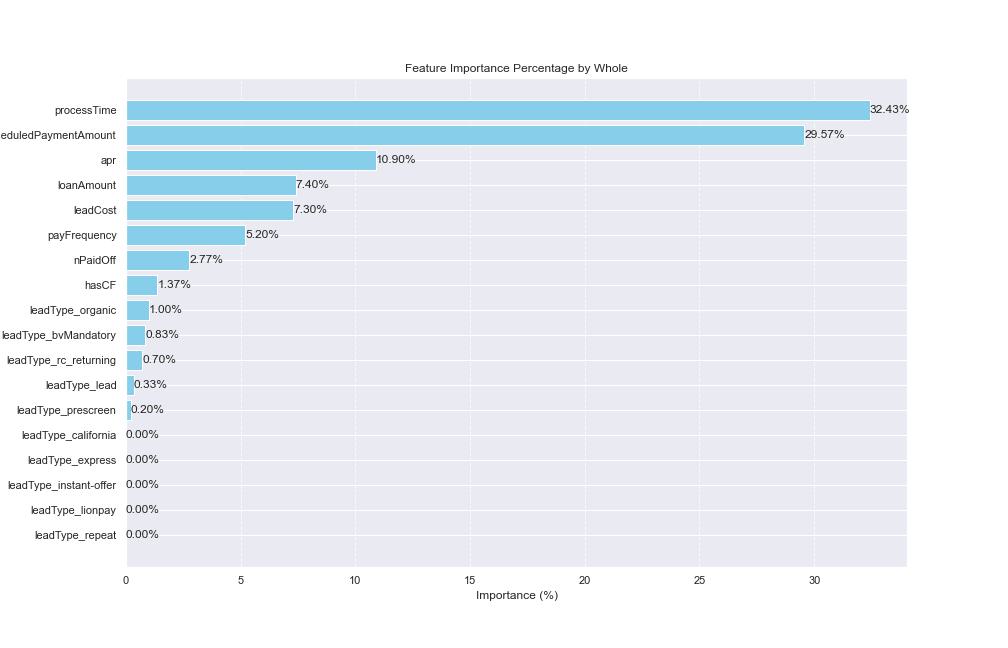 Feature Importance Percentage by Whole
processTime 32.43%
eduledPaymentAmount 29.57%
apr 10.90%
loanAmount 7.40%
leadCost 7.30%
payFrequency 5.20%
nPaidOff 2.77%
hasCF 1.37%
leadType_organic 1.00%
leadType_bvMandatory 0.83%
leadType_rc_returning 0.70%
leadType_lead 0.33%
leadType_prescreen 0.20%
leadType_california 0.00%
leadType_express 0.00%
leadType_instant-offer 0.00%
leadType_lionpay 0.00%
leadType_repeat 0.00%
0 5 10 15 20 25 30
Importance (%)